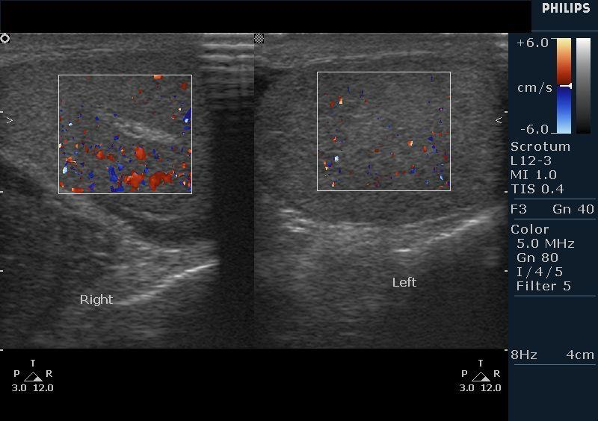 PHILIPS
+6.0
cm/s
-6.0
Scrotum
L12-3
MI 1.0
TIS 0.4
F3 Gn 40
Color
5.0 MHz
Gn 80
I/4/5
Filter 5
8Hz 4cm
Right
Left
T
P R
3.0 12.0
T
P R
3.0 12.0